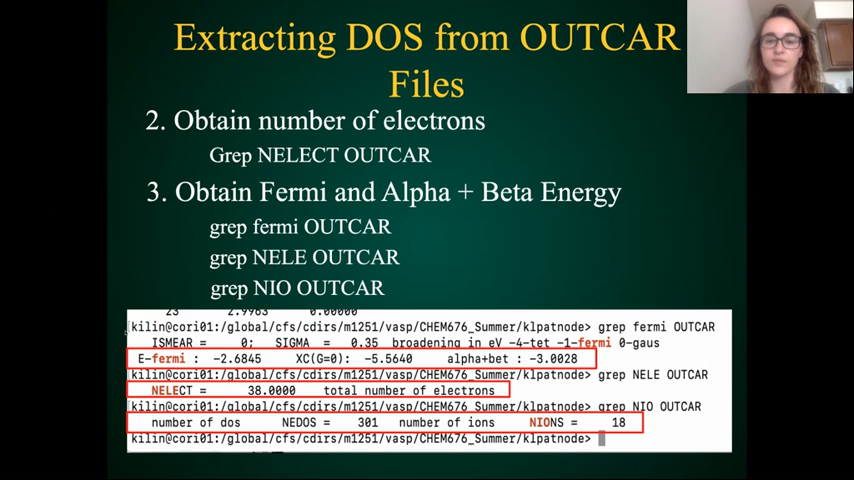 Extracting DOS from OUTCAR
Files
2. Obtain number of electrons
Grep NELECT OUTCAR
3. Obtain Fermi and Alpha + Beta Energy
grep fermi OUTCAR
grep NELE OUTCAR
grep NIO OUTCAR
23 2.9963 0.00000
[kilin@cori01:/global/cfs/cdirs/m1251/vasp/CHEM676_Summer/klpatnode> grep fermi OUTCAR
ISMEAR = 0; SIGMA = 0.35 broadening in eV -4-tet -1-fermi 0-gaus
E-fermi : -2.6845 XC(G=0): -5.5640 alpha+bet : -3.0028
[kilin@cori01:/global/cfs/cdirs/m1251/vasp/CHEM676_Summer/klpatnode> grep NELE OUTCAR
NELECT = 38.0000 total number of electrons
[kilin@cori01:/global/cfs/cdirs/m1251/vasp/CHEM676_Summer/klpatnode> grep NIO OUTCAR
number of dos NEDOS = 301 number of ions NIONS = 18
kilin@cori01:/global/cfs/cdirs/m1251/vasp/CHEM676_Summer/klpatnode>